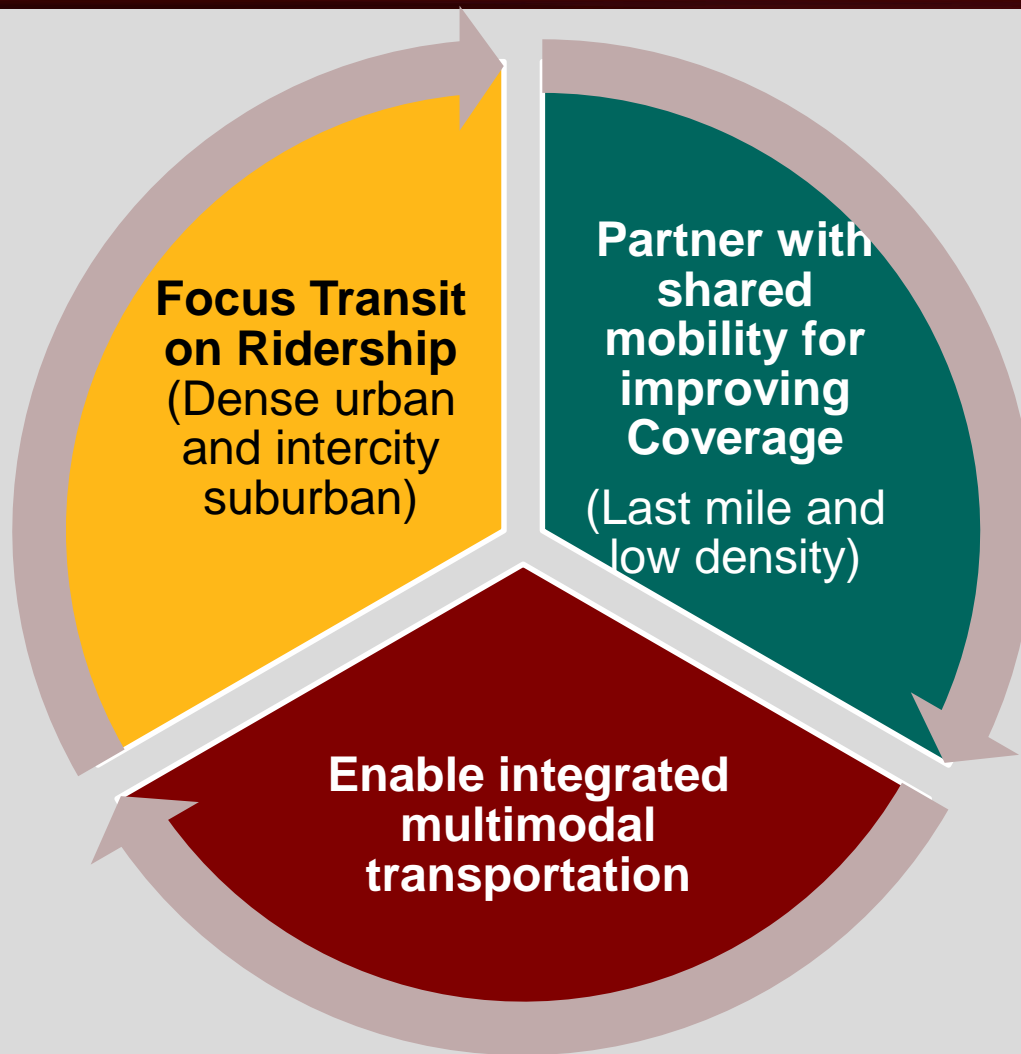 Focus Transit
on Ridership
(Dense urban
and intercity
suburban)
Partner with
shared
mobility for
improving
Coverage
(Last mile and
low density)
Enable integrated
multimodal
transportation